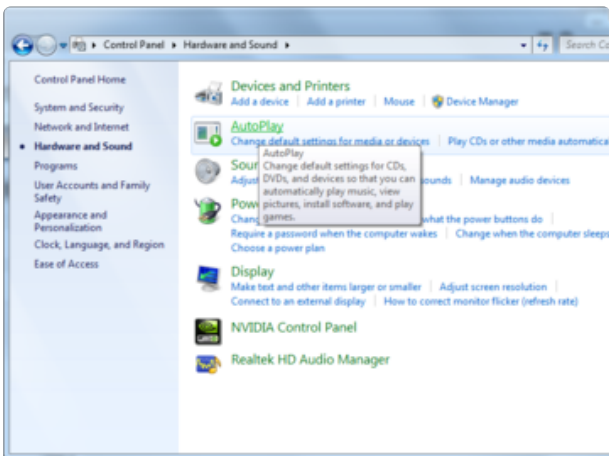 Control Panel ▸ Hardware and Sound ▸
Search Co
Control Panel Home
System and Security
Network and Internet
Hardware and Sound
Programs
User Accounts and Family
Safety
Appearance and
Personalization
Clock, Language, and Region
Ease of Access
Devices and Printers
Add a device | Add a printer | Mouse | Device Manager
AutoPlay
Change default settings for media or devices | Play CDs or other media automatica
AutoPlay
Change default settings for CDs,
DVDs, and devices so that you can
automatically play music, view
pictures, install software, and play
games.
Soun
Adjus
ounds | Manage audio devices
Powe
Chang
what the power buttons do
Require a password when the computer wakes | Change when the computer sleeps
Choose a power plan
Display
Make text and other items larger or smaller | Adjust screen resolution
Connect to an external display | How to correct monitor flicker (refresh rate)
NVIDIA Control Panel
Realtek HD Audio Manager